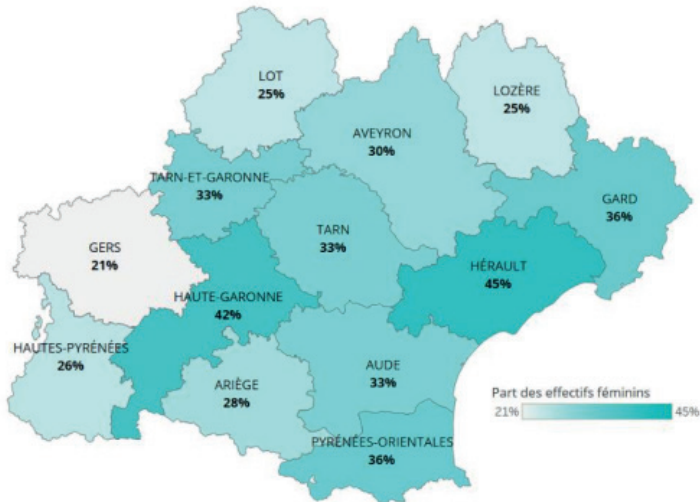 LOT
25%
LOZÈRE
25%
AVEYRON
30%
TARN-ET-GARONNE
33%
GARD
36%
TARN
33%
GERS
21%
HÉRAULT
45%
HAUTE-GARONNE
42%
HAUTES-PYRÉNÉES
26%
AUDE
33%
ARIÈGE
28%
Part des effectifs féminins
21% 45%
PYRÉNÉES-ORIENTALES
36%